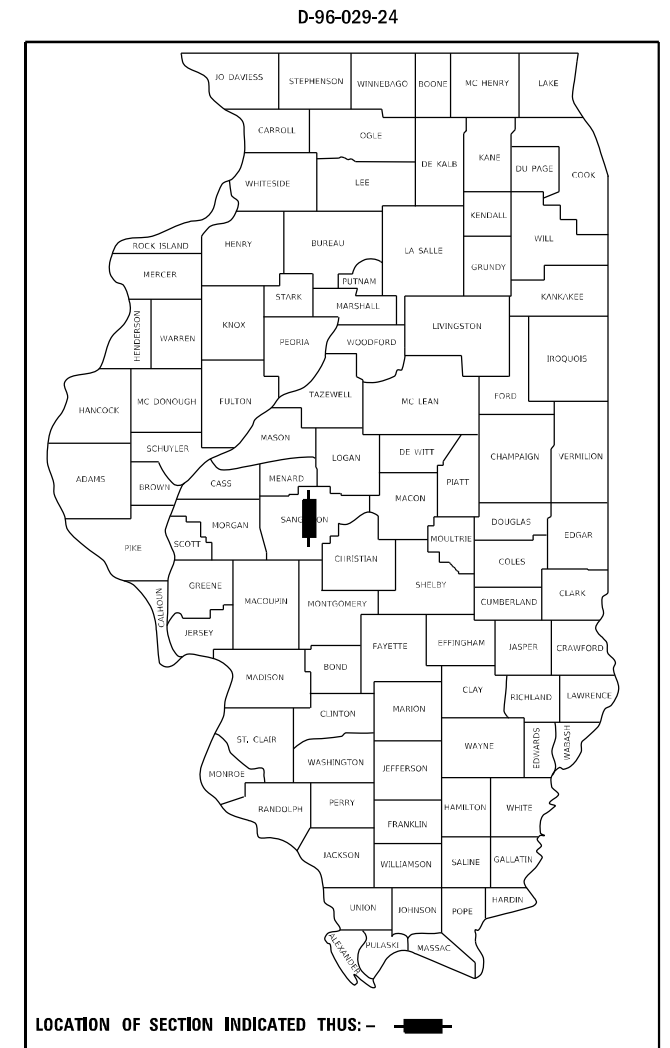 D-96-029-24
JO DAVIESS STEPHENSON WINNEBAGO BOONE MC HENRY LAKE
CARROLL OGLE
DE KALB KANE DU PAGE COOK
WHITESIDE LEE
KENDALL
ROCK ISLAND HENRY BUREAU LA SALLE WILL
MERCER PUTNAM GRUNDY
STARK MARSHALL KANKAKEE
HENDERSON WARREN KNOX PEORIA WOODFORD LIVINGSTON
IROQUOIS
HANCOCK MC DONOUGH FULTON TAZEWELL MC LEAN FORD
MASON
SCHUYLER LOGAN DE WITT CHAMPAIGN VERMILION
ADAMS BROWN CASS MENARD PIATT
MACON
PIKE SCOTT MORGAN SANGAMON MOULTRIE DOUGLAS EDGAR
CHRISTIAN COLES
GREENE SHELBY
CALHOUN MACOUPIN MONTGOMERY CUMBERLAND CLARK
JERSEY FAYETTE EFFINGHAM JASPER CRAWFORD
MADISON BOND
CLAY RICHLAND LAWRENCE
CLINTON MARION
ST. CLAIR WAYNE EDWARDS WABASH
MONROE WASHINGTON JEFFERSON
RANDOLPH PERRY HAMILTON WHITE
FRANKLIN
JACKSON WILLIAMSON SALINE GALLATIN
UNION JOHNSON POPE HARDIN
ALEXANDER PULASKI MASSAC
LOCATION OF SECTION INDICATED THUS: –